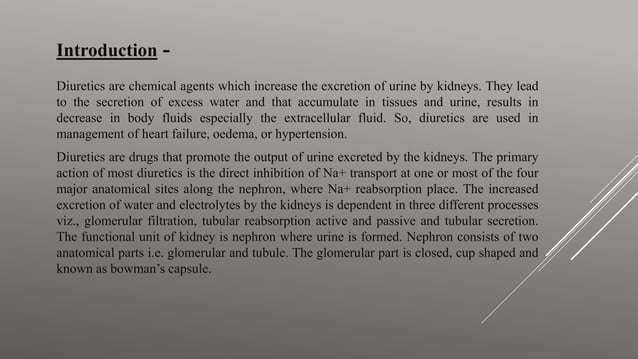 Introduction -
Diuretics are chemical agents which increase the excretion of urine by kidneys. They lead
to the secretion of excess water and that accumulate in tissues and urine, results in
decrease in body fluids especially the extracellular fluid. So, diuretics are used in
management of heart failure, oedema, or hypertension.
Diuretics are drugs that promote the output of urine excreted by the kidneys. The primary
action of most diuretics is the direct inhibition of Na+ transport at one or most of the four
major anatomical sites along the nephron, where Na+ reabsorption place. The increased
excretion of water and electrolytes by the kidneys is dependent in three different processes
viz., glomerular filtration, tubular reabsorption active and passive and tubular secretion.
The functional unit of kidney is nephron where urine is formed. Nephron consists of two
anatomical parts i.e. glomerular and tubule. The glomerular part is closed, cup shaped and
known as bowman’s capsule.